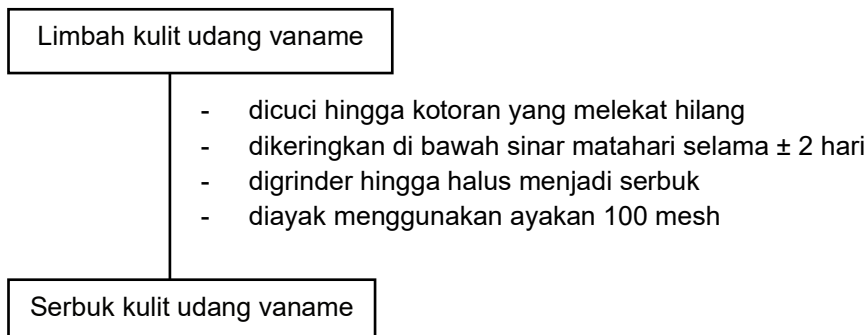 Limbah kulit udang vaname
- dicuci hingga kotoran yang melekat hilang
- dikeringkan di bawah sinar matahari selama ± 2 hari
- digrinder hingga halus menjadi serbuk
- diayak menggunakan ayakan 100 mesh
Serbuk kulit udang vaname